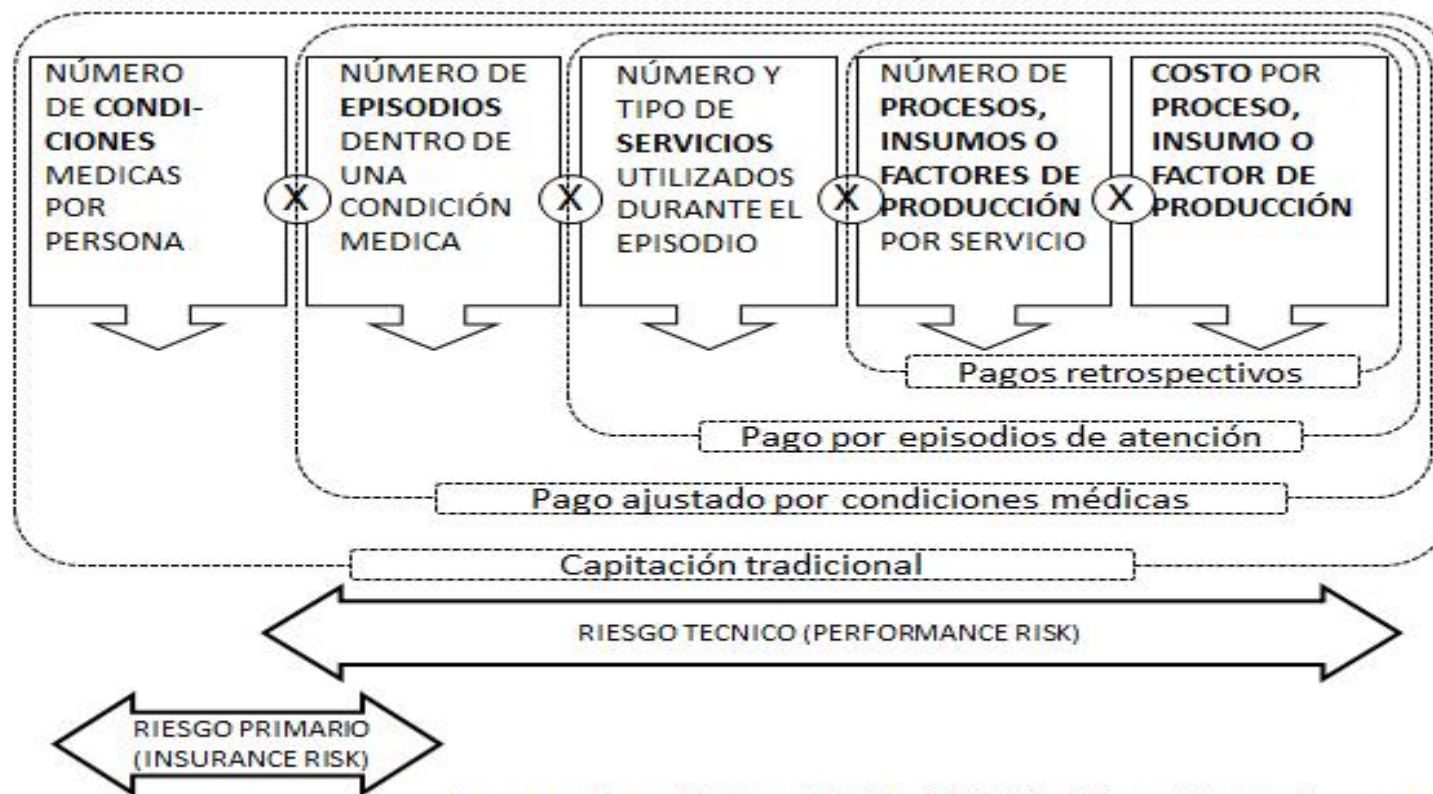 NÚMERO
DE CONDI-
CIONES
MEDICAS
POR
PERSONA
X
NÚMERO DE
EPISODIOS
DENTRO DE
UNA
CONDICIÓN
MEDICA
X
NÚMERO Y
TIPO DE
SERVICIOS
UTILIZADOS
DURANTE EL
EPISODIO
X
NÚMERO DE
PROCESOS,
INSUMOS O
FACTORES DE
PRODUCCIÓN
POR SERVICIO
X
COSTO POR
PROCESO,
INSUMO O
FACTOR DE
PRODUCCIÓN
Pagos retrospectivos
Pago por episodios de atención
Pago ajustado por condiciones médicas
Capitación tradicional
RIESGO TECNICO (PERFORMANCE RISK)
RIESGO PRIMARIO
(INSURANCE RISK)